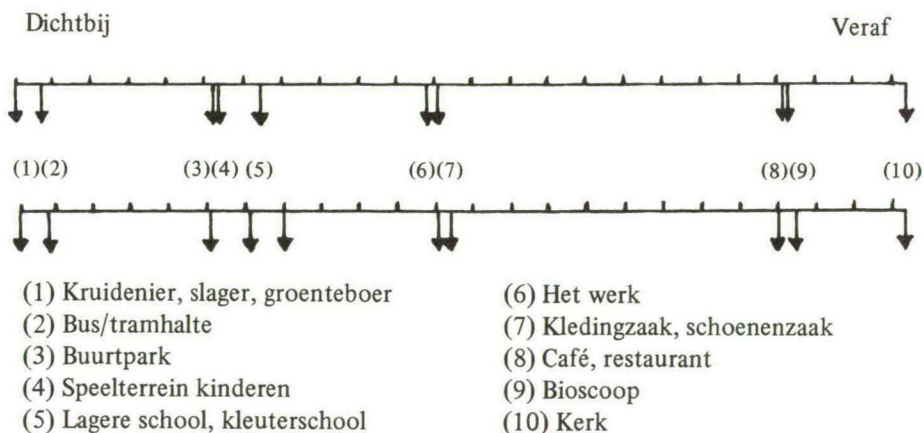 Dichtbij Veraf
(1)(2) (3)(4) (5) (6)(7) (8)(9) (10)
(1) Kruidenier, slager, groenteboer
(2) Bus/tramhalte
(3) Buurtpark
(4) Speelterrein kinderen
(5) Lagere school, kleuterschool
(6) Het werk
(7) Kledingzaak, schoenenzaak
(8) Café, restaurant
(9) Bioscoop
(10) Kerk